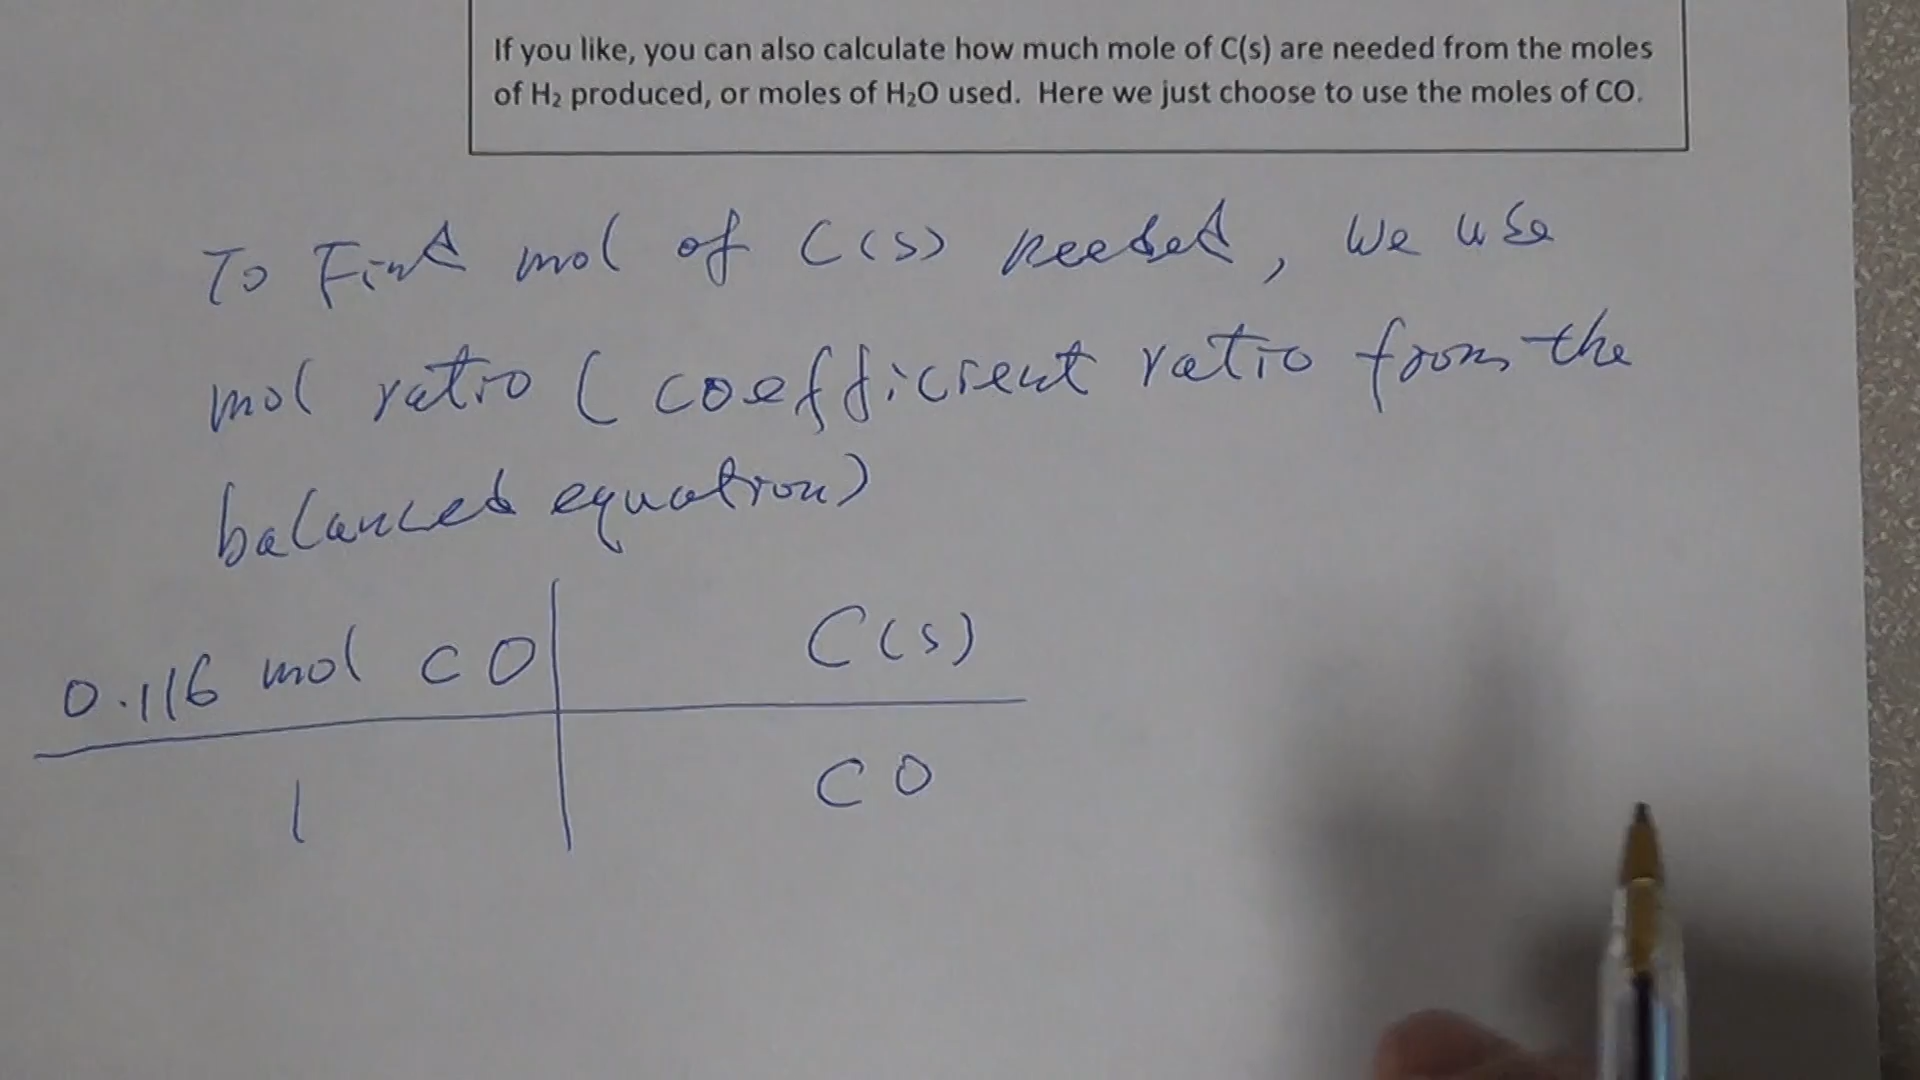 If you like, you can also calculate how much mole of C(s) are needed from the moles
of H₂ produced, or moles of H₂O used. Here we just choose to use the moles of CO.
To Find mol of C(s) needed, we use
mol ratio ( coefficient ratio from the
balanced equation)
0.116 mol CO C(s)
1 CO